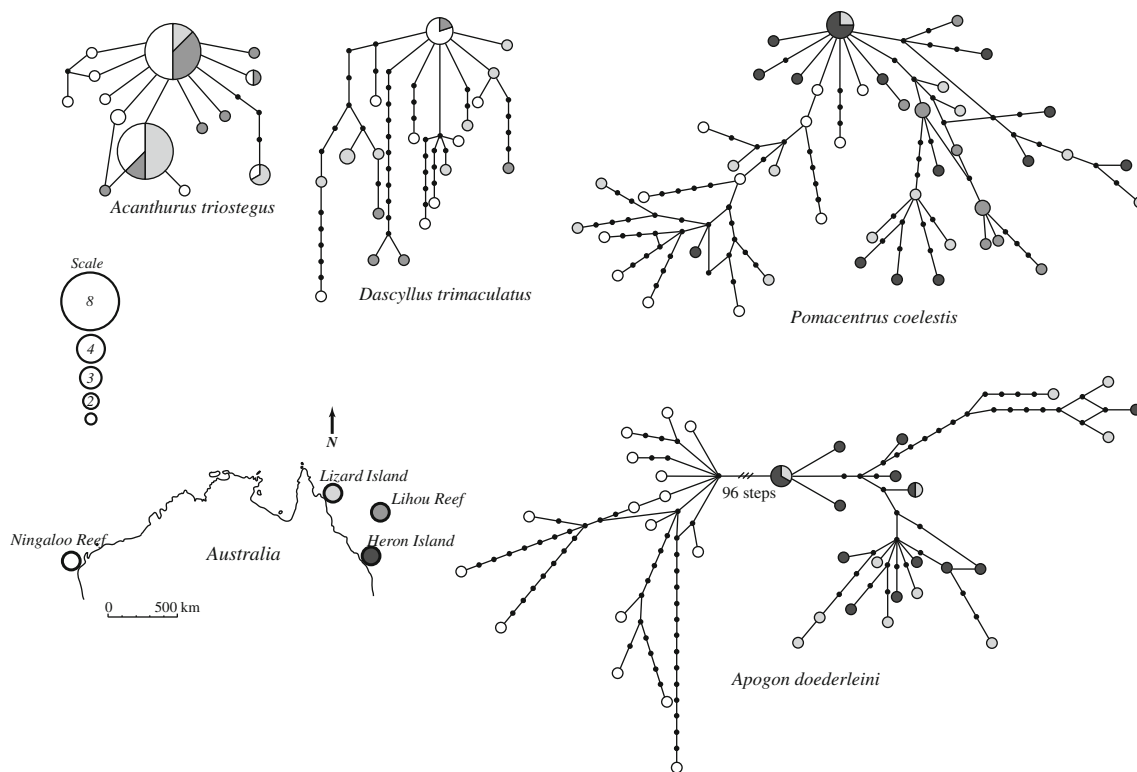 Acanthurus triostegus
Dascyllus trimaculatus
Pomacentrus coelestis
Scale
8
4
3
2
N
Lizard Island
Lihou Reef
Ningaloo Reef
Australia
Heron Island
0 500 km
96 steps
Apogon doederleini